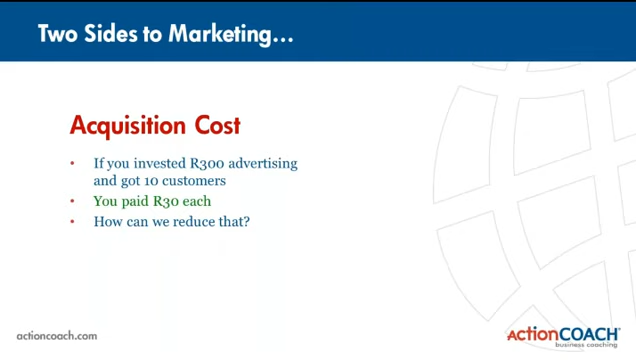 Two Sides to Marketing...
Acquisition Cost
• If you invested R300 advertising
and got 10 customers
• You paid R30 each
• How can we reduce that?
actioncoach.com
ActionCOACH
business coaching